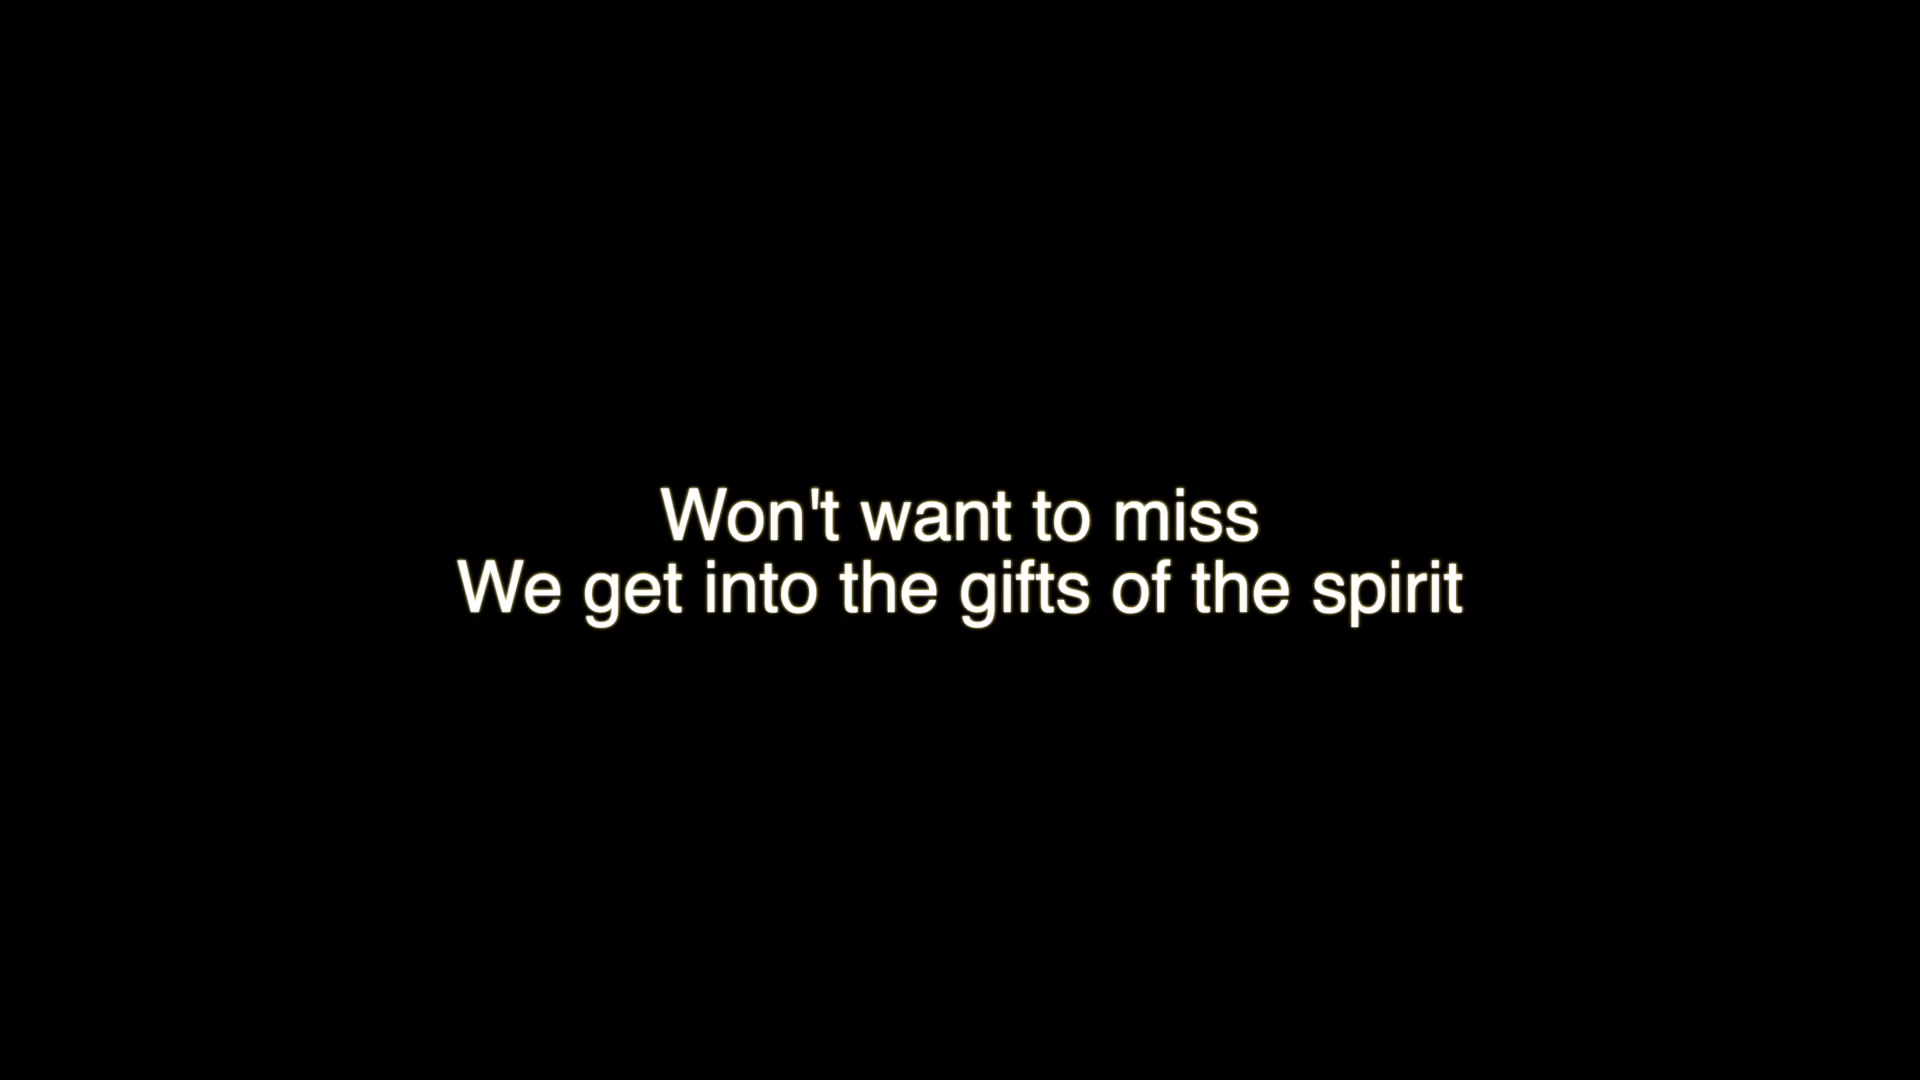 Won't want to miss
We get into the gifts of the spirit